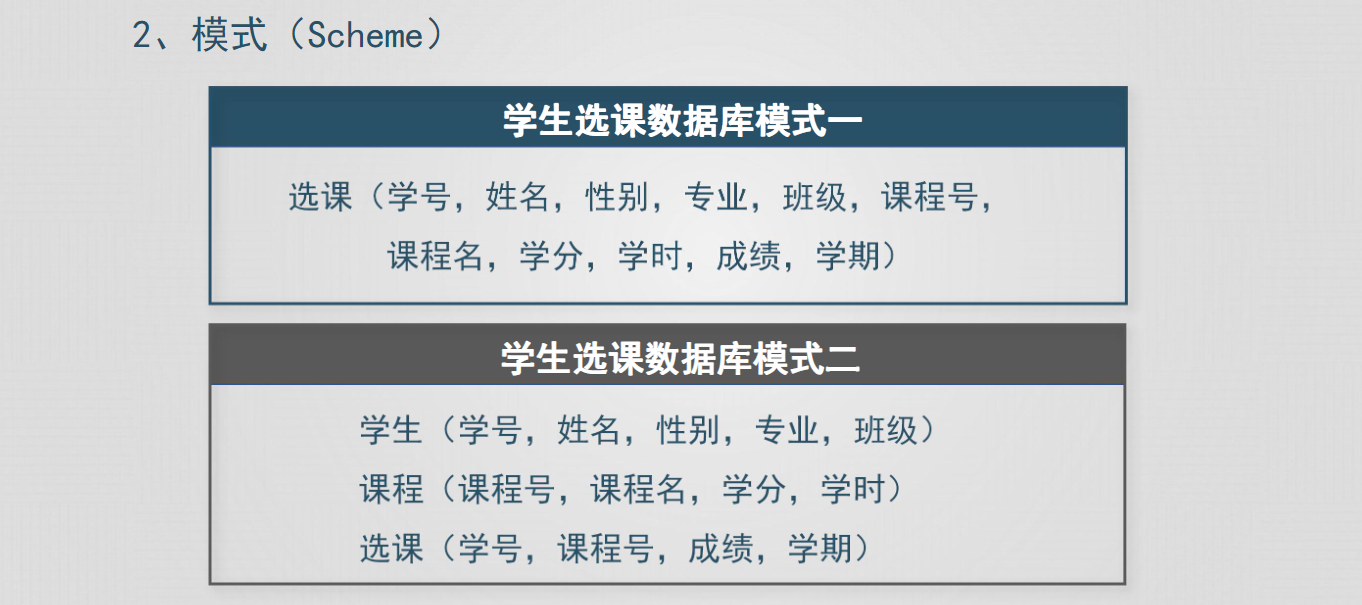 2、模式（Scheme）
学生选课数据库模式一
选课（学号，姓名，性别，专业，班级，课程号，
课程名，学分，学时，成绩，学期）
学生选课数据库模式二
学生（学号，姓名，性别，专业，班级）
课程（课程号，课程名，学分，学时）
选课（学号，课程号，成绩，学期）